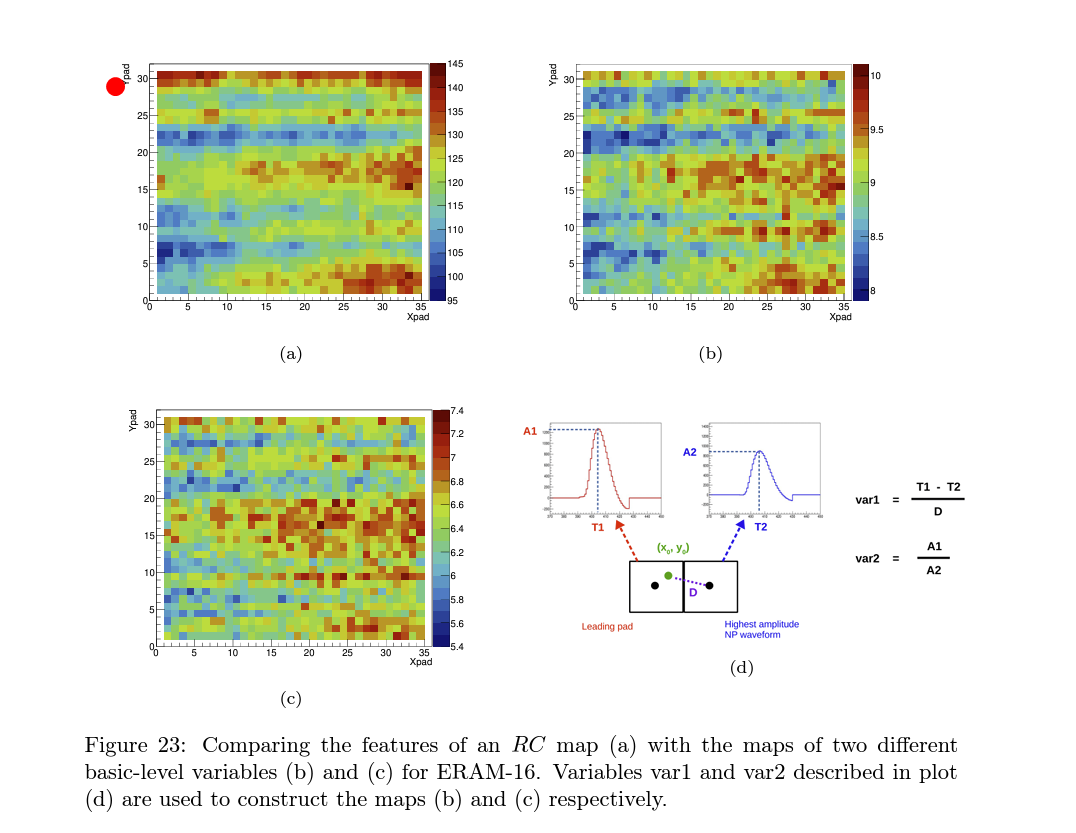 Ypad
30
25
20
15
10
5
0
0 5 10 15 20 25 30 35
Xpad
145
140
135
130
125
120
115
110
105
100
95
(a)
Ypad
30
25
20
15
10
5
0
0 5 10 15 20 25 30 35
Xpad
10
9.5
9
8.5
8
(b)
Ypad
30
25
20
15
10
5
0
0 5 10 15 20 25 30 35
Xpad
7.4
7.2
7
6.8
6.6
6.4
6.2
6
5.8
5.6
5.4
(c)
A1
T1
A2
T2
(x0, y0)
D
Leading pad
Highest amplitude
NP waveform
var1 = T1 - T2
D
var2 = A1
A2
(d)
Figure 23: Comparing the features of an RC map (a) with the maps of two different
basic-level variables (b) and (c) for ERAM-16. Variables var1 and var2 described in plot
(d) are used to construct the maps (b) and (c) respectively.